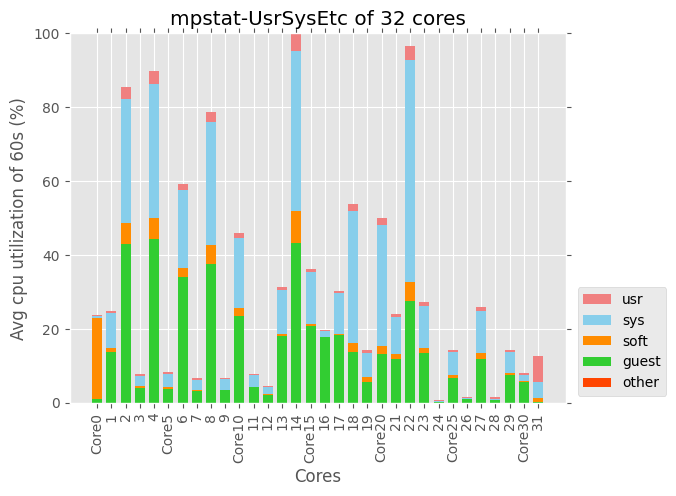 mpstat-UsrSysEtc of 32 cores
Avg cpu utilization of 60s (%)
100
80
60
40
20
0
Core0
1
2
3
4
Core5
6
7
8
9
Core10
11
12
13
14
Core15
16
17
18
19
Core20
21
22
23
24
Core25
26
27
28
29
Core30
31
Cores
usr
sys
soft
guest
other